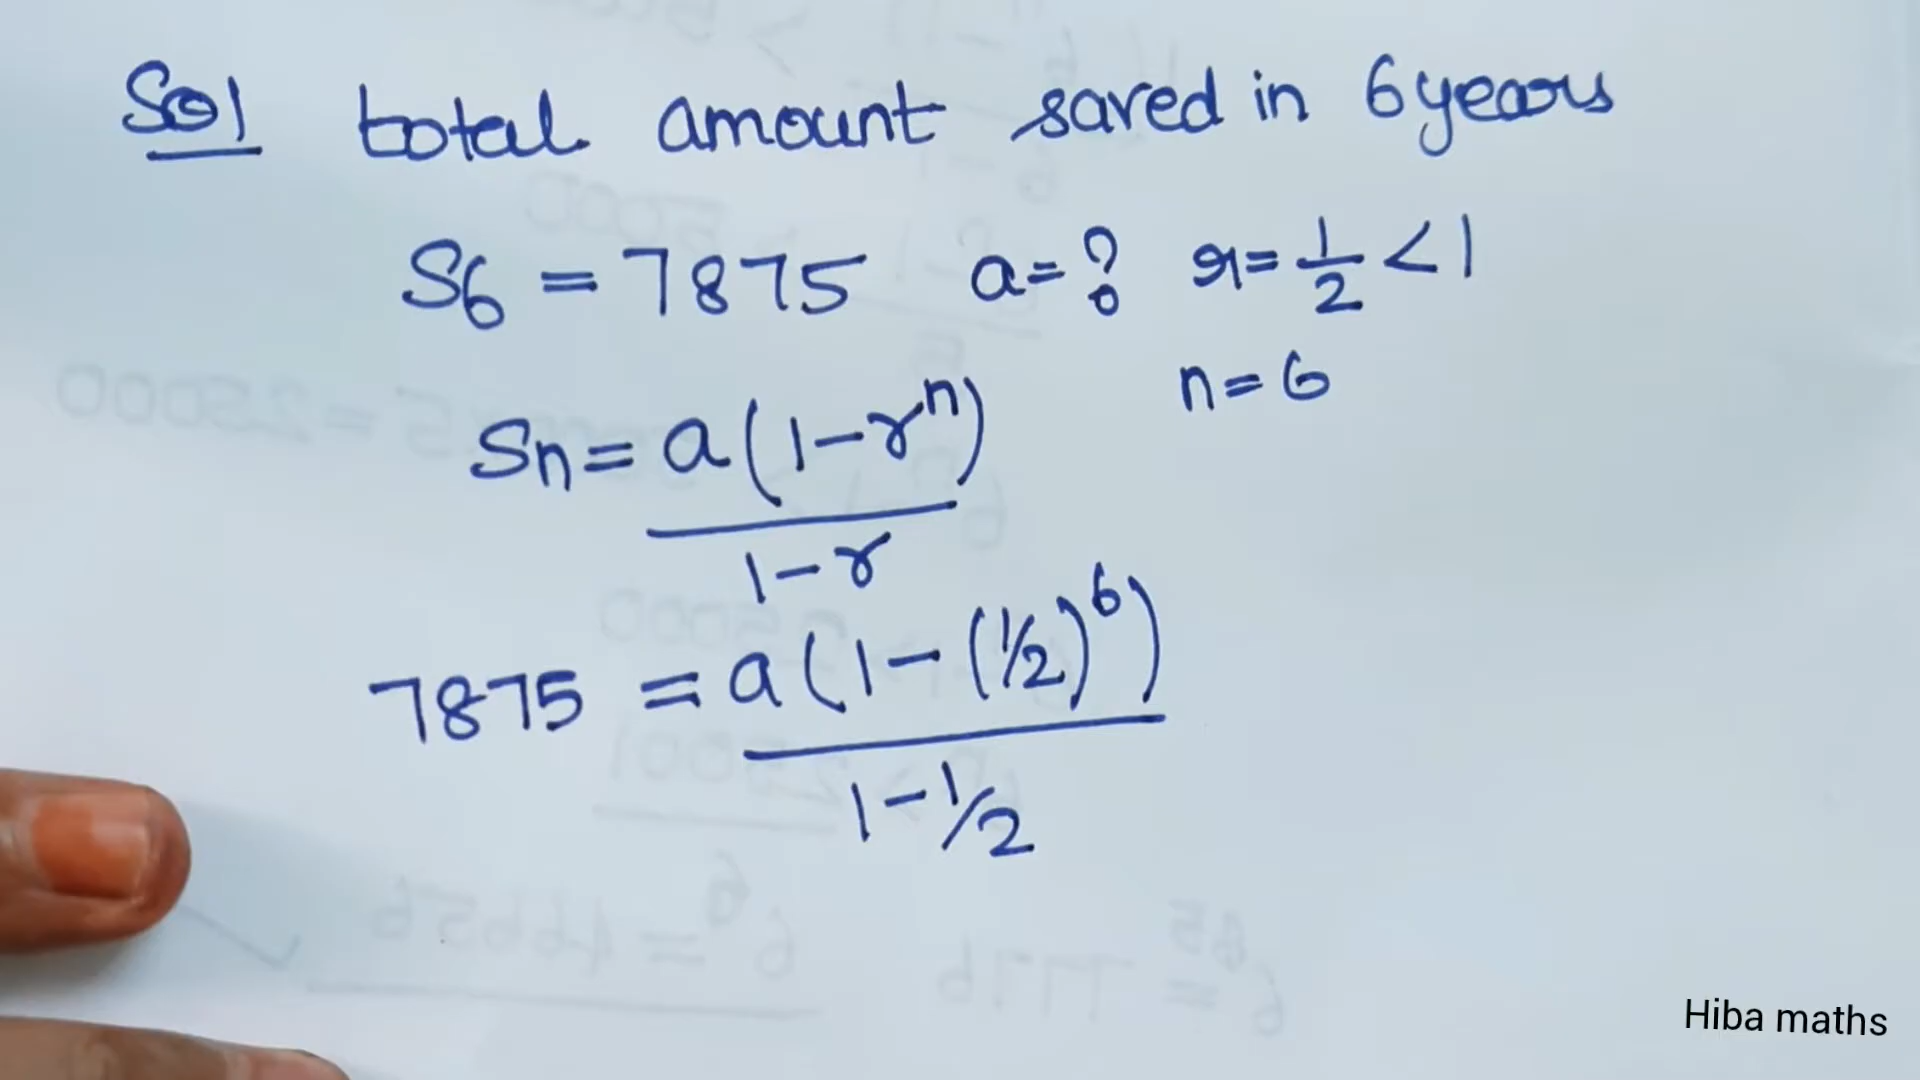 Sol total amount saved in 6 years
S6 = 7875 a = ? r = 1/2 < 1
n = 6
Sn = a(1-r^n)
1-r
7875 = a(1-(1/2)^6)
1-1/2
Hiba maths